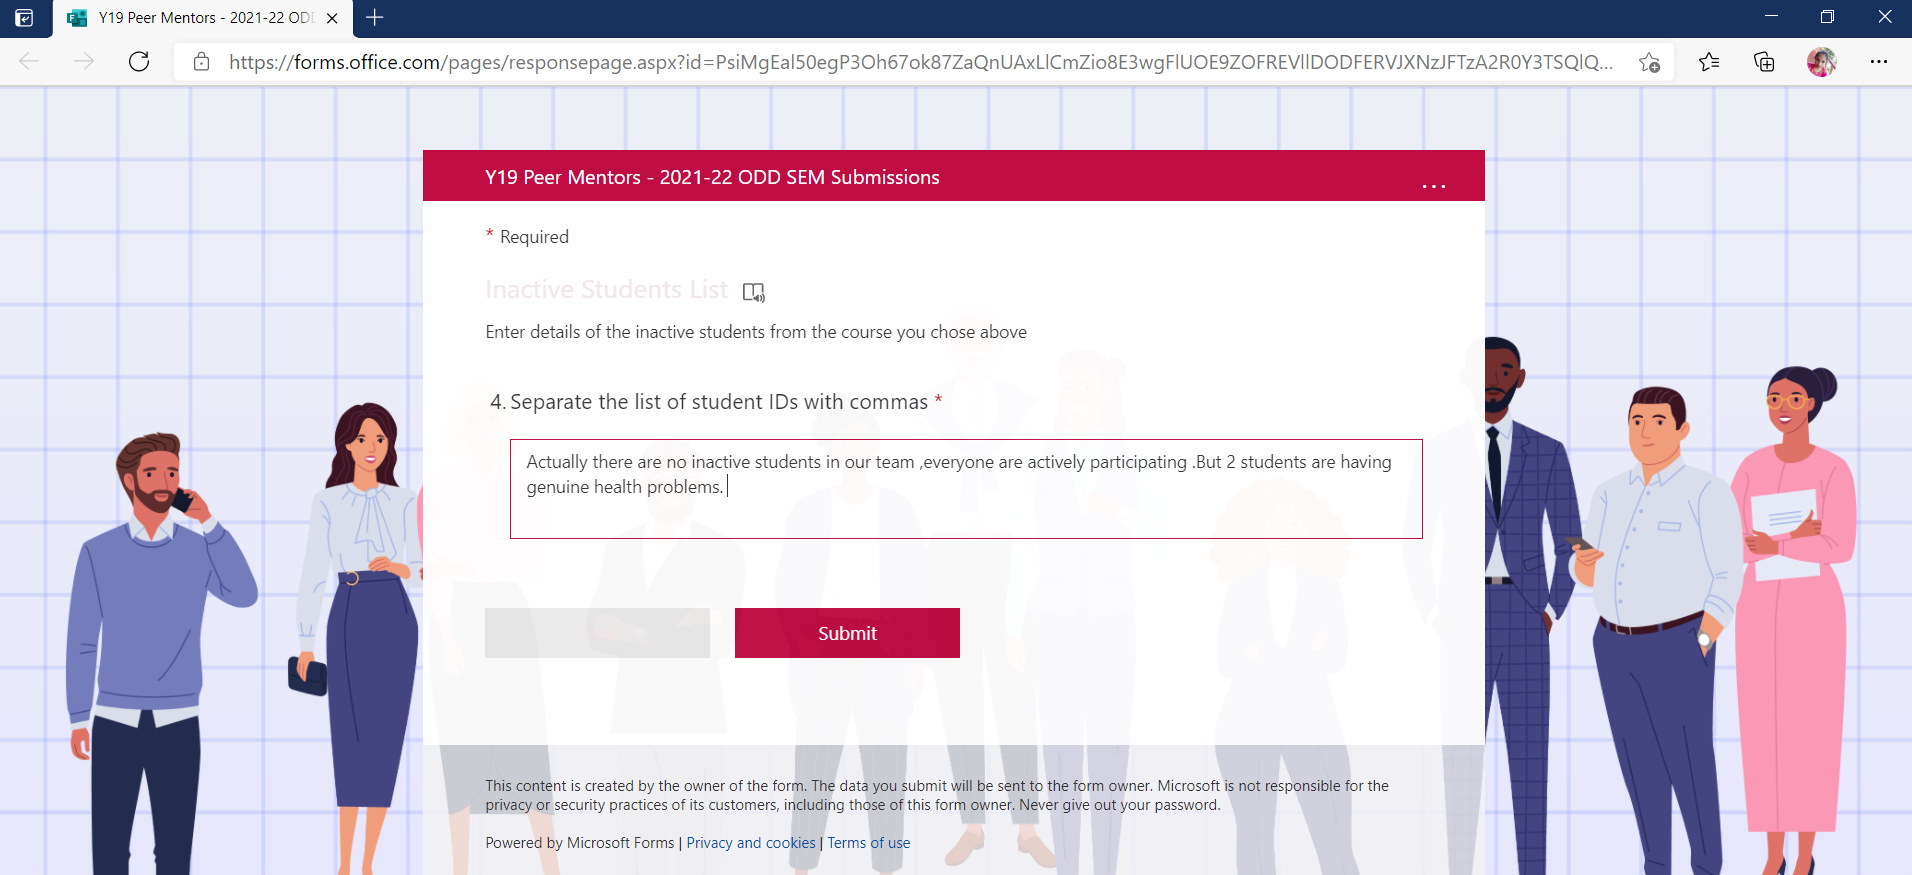 Y19 Peer Mentors - 2021-22 OD
https://forms.office.com/pages/responsepage.aspx?id=PsiMgEal50egP3Oh67ok87ZaQnUAxLlCmZio8E3wgFlUOE9ZOFREVllDODFERVJXNzJFTzA2R0Y3TSQlQ...
Y19 Peer Mentors - 2021-22 ODD SEM Submissions
...
* Required
Inactive Students List
Enter details of the inactive students from the course you chose above
4. Separate the list of student IDs with commas *
Actually there are no inactive students in our team ,everyone are actively participating .But 2 students are having
genuine health problems.
Submit
This content is created by the owner of the form. The data you submit will be sent to the form owner. Microsoft is not responsible for the
privacy or security practices of its customers, including those of this form owner. Never give out your password.
Powered by Microsoft Forms | Privacy and cookies | Terms of use